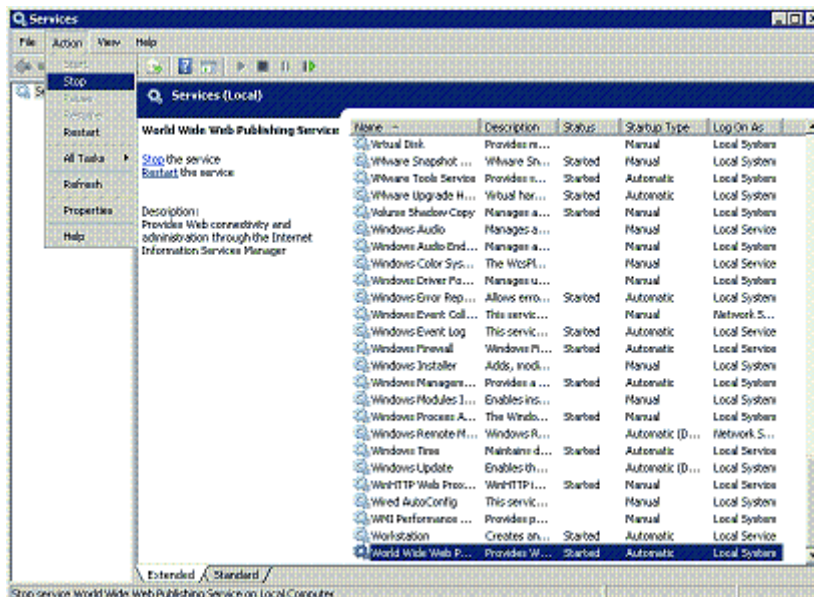 Services
File Action View Help
Start
Stop
Pause
Resume
Restart
All Tasks
Refresh
Properties
Help
Services (Local)
World Wide Web Publishing Service
Stop the service
Restart the service
Description:
Provides Web connectivity and
administration through the Internet
Information Services Manager
Name Description Status Startup Type Log On As
Virtual Disk Provides m... Manual Local System
VMware Snapshot ... VMware Sn... Started Manual Local System
VMware Tools Service Provides s... Started Automatic Local System
VMware Upgrade H... Virtual har... Started Automatic Local System
Volume Shadow Copy Manages a... Started Manual Local System
Windows Audio Manages a... Manual Local Service
Windows Audio End... Manages a... Manual Local System
Windows Color Sys... The WcsPl... Manual Local Service
Windows Driver Fo... Manages u... Manual Local System
Windows Error Rep... Allows erro... Started Automatic Local System
Windows Event Coll... This servic... Manual Network S...
Windows Event Log This servic... Started Automatic Local Service
Windows Firewall Windows Fi... Started Automatic Local Service
Windows Installer Adds, modi... Manual Local System
Windows Managem... Provides a ... Started Automatic Local System
Windows Modules I... Enables ins... Manual Local System
Windows Process A... The Windo... Started Manual Local System
Windows Remote M... Windows R... Automatic (D... Network S...
Windows Time Maintains d... Started Automatic Local Service
Windows Update Enables th... Automatic (D... Local System
WinHTTP Web Prox... WinHTTP i... Started Manual Local Service
Wired AutoConfig This servic... Manual Local System
WMI Performance ... Provides p... Manual Local System
Workstation Creates an... Started Automatic Local Service
World Wide Web P... Provides W... Started Automatic Local System
Extended Standard
Stop service World Wide Web Publishing Service on Local Computer